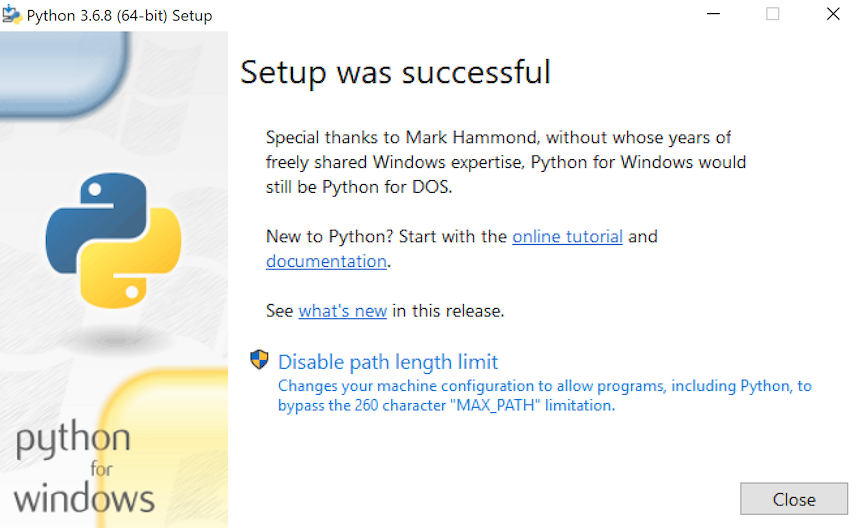 Python 3.6.8 (64-bit) Setup
Setup was successful
Special thanks to Mark Hammond, without whose years of
freely shared Windows expertise, Python for Windows would
still be Python for DOS.
New to Python? Start with the online tutorial and
documentation.
See what's new in this release.
Disable path length limit
Changes your machine configuration to allow programs, including Python, to
bypass the 260 character "MAX_PATH" limitation.
python
for
windows
Close